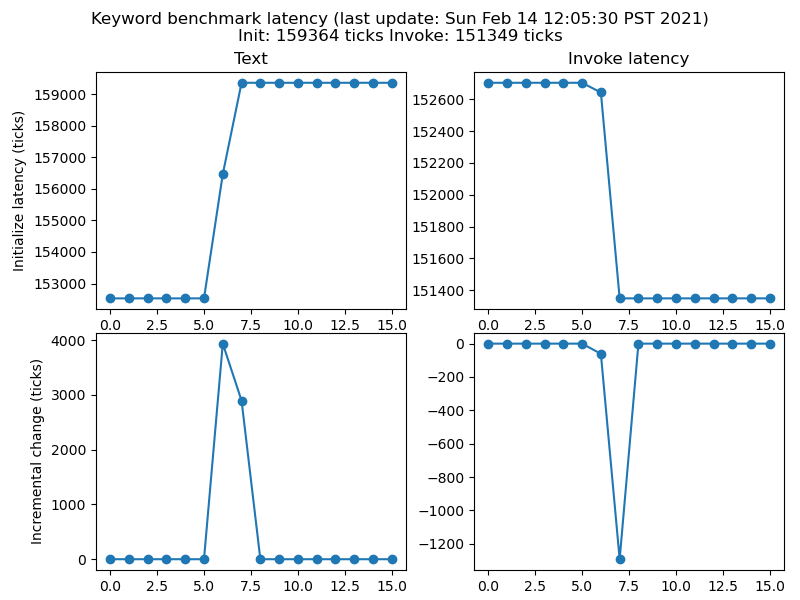 Keyword benchmark latency (last update: Sun Feb 14 12:05:30 PST 2021)
Init: 159364 ticks Invoke: 151349 ticks
Text
Invoke latency
Initialize latency (ticks)
159000
158000
157000
156000
155000
154000
153000
0.0 2.5 5.0 7.5 10.0 12.5 15.0
152600
152400
152200
152000
151800
151600
151400
0.0 2.5 5.0 7.5 10.0 12.5 15.0
Incremental change (ticks)
4000
3000
2000
1000
0
0.0 2.5 5.0 7.5 10.0 12.5 15.0
0
−200
−400
−600
−800
−1000
−1200
0.0 2.5 5.0 7.5 10.0 12.5 15.0